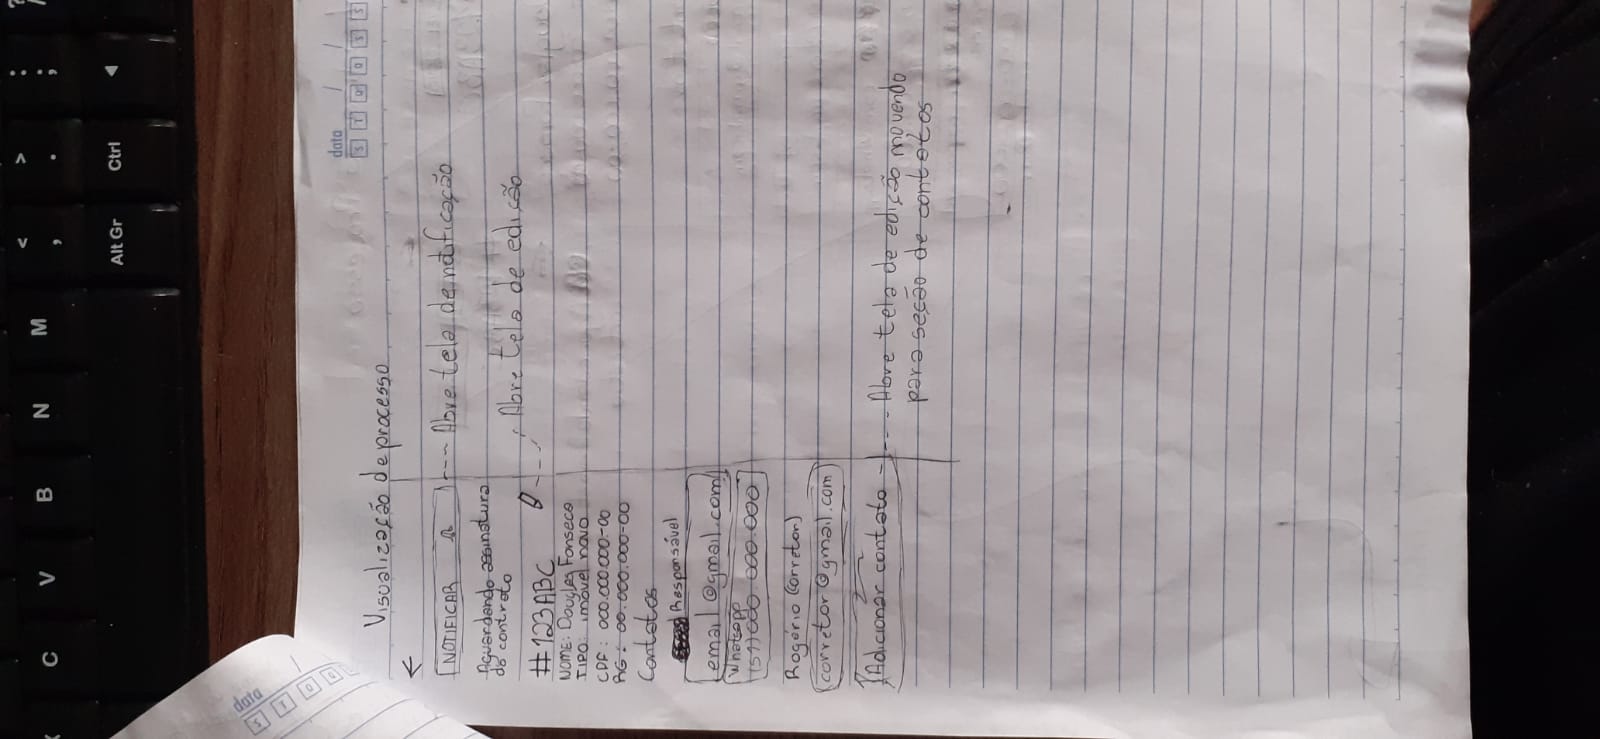 data
S T Q Q S S
Visualização de processo
←
NOTIFICAR --- Abre tela de notificação
Aguardando assinatura
do contrato
#123ABC --- Abre tela de edição
NOME: Douglas Fonseca
TIPO: imóvel novo
CPF: 000.000.000-00
RG: 00.000.000-00
Contatos
Responsável
email@gmail.com
Whatsapp
000.000.000
Rogério (corretor)
corretor@gmail.com
Adicionar contato --- Abre tela de edição movendo
para seção de contatos
data
S T Q Q
? :
/ ;
> .
< ,
M
N
B
V
C
Ctrl
Alt Gr